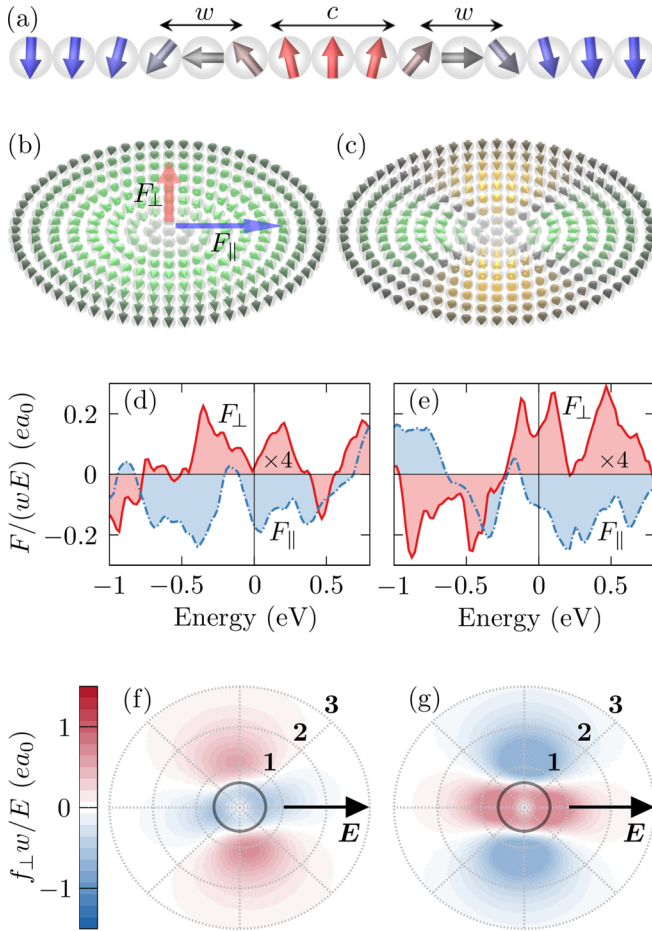 (a) w c w
(b) F⊥ F∥
(c)
F/(wE) (ea₀)
0.2
0
−0.2
(d) F⊥
×4
F∥
−1 −0.5 0 0.5
Energy (eV)
(e) F⊥
×4
F∥
−1 −0.5 0 0.5
Energy (eV)
f⊥w/E (ea₀)
1
0
−1
(f) 3
2
1
E
(g) 3
2
1
E